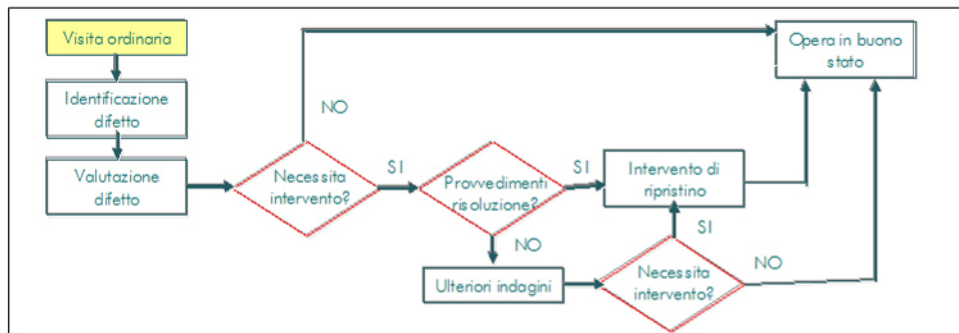 Visita ordinaria
Opera in buono
stato
Identificazione
difetto
NO
Valutazione
difetto
Necessita
intervento?
SI
Provvedimenti
risoluzione?
SI
Intervento di
ripristino
NO
SI
Ulteriori indagini
Necessita
intervento?
NO